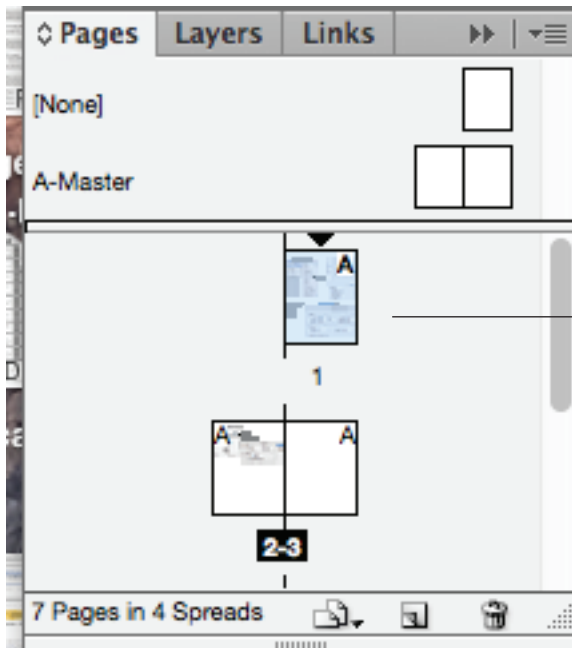 Pages Layers Links
[None]
A-Master
A
1
A A
2-3
7 Pages in 4 Spreads